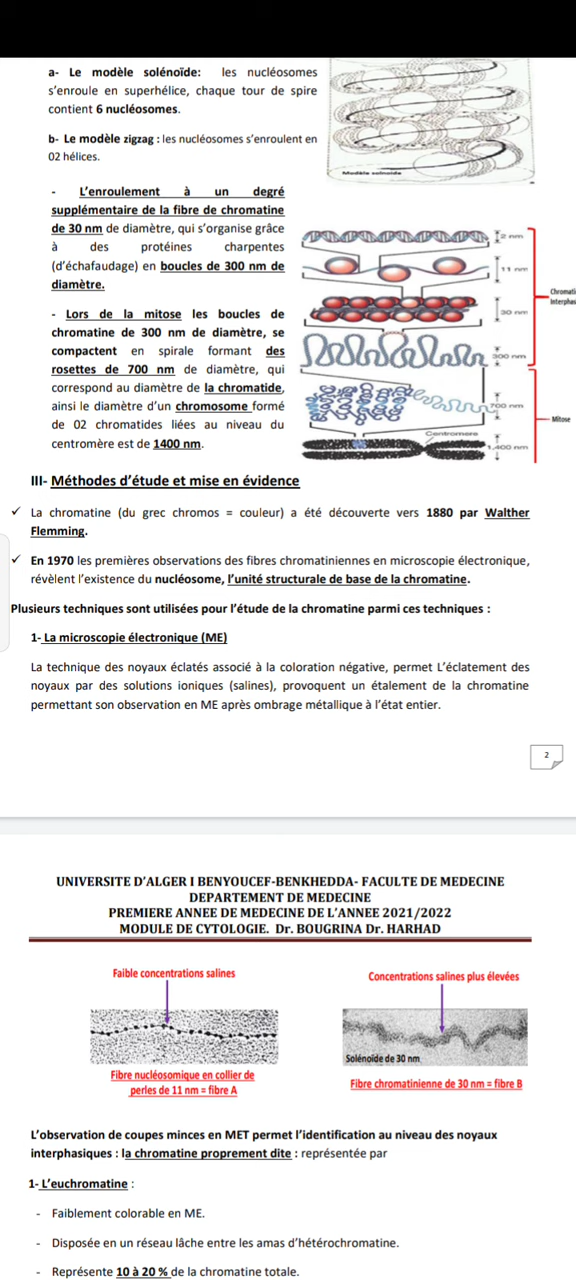 a- Le modèle solénoïde: les nucléosomes
s'enroule en superhélice, chaque tour de spire
contient 6 nucléosomes.
Modèle solénoïde
b- Le modèle zigzag : les nucléosomes s'enroulent en
02 hélices.
- L'enroulement à un degré
supplémentaire de la fibre de chromatine
de 30 nm de diamètre, qui s'organise grâce
à des protéines charpentes
(d'échafaudage) en boucles de 300 nm de
diamètre.
- Lors de la mitose les boucles de
chromatine de 300 nm de diamètre, se
compactent en spirale formant des
rosettes de 700 nm de diamètre, qui
correspond au diamètre de la chromatide,
ainsi le diamètre d'un chromosome formé
de 02 chromatides liées au niveau du
centromère est de 1400 nm.
2 nm
11 nm
Chromati
Interphas
30 nm
300 nm
700 nm
Mitose
Centromere
1,400 nm
III- Méthodes d'étude et mise en évidence
✓ La chromatine (du grec chromos = couleur) a été découverte vers 1880 par Walther
Flemming.
✓ En 1970 les premières observations des fibres chromatiniennes en microscopie électronique,
révèlent l'existence du nucléosome, l'unité structurale de base de la chromatine.
Plusieurs techniques sont utilisées pour l'étude de la chromatine parmi ces techniques :
1- La microscopie électronique (ME)
La technique des noyaux éclatés associé à la coloration négative, permet L'éclatement des
noyaux par des solutions ioniques (salines), provoquent un étalement de la chromatine
permettant son observation en ME après ombrage métallique à l'état entier.
2
UNIVERSITE D'ALGER I BENYOUCEF-BENKHEDDA- FACULTE DE MEDECINE
DEPARTEMENT DE MEDECINE
PREMIERE ANNEE DE MEDECINE DE L'ANNEE 2021/2022
MODULE DE CYTOLOGIE. Dr. BOUGRINA Dr. HARHAD
Faible concentrations salines
Concentrations salines plus élevées
Solénoïde de 30 nm
Fibre nucléosomique en collier de
perles de 11 nm = fibre A
Fibre chromatinienne de 30 nm = fibre B
L'observation de coupes minces en MET permet l'identification au niveau des noyaux
interphasiques : la chromatine proprement dite : représentée par
1- L'euchromatine :
- Faiblement colorable en ME.
- Disposée en un réseau lâche entre les amas d'hétérochromatine.
- Représente 10 à 20 % de la chromatine totale.